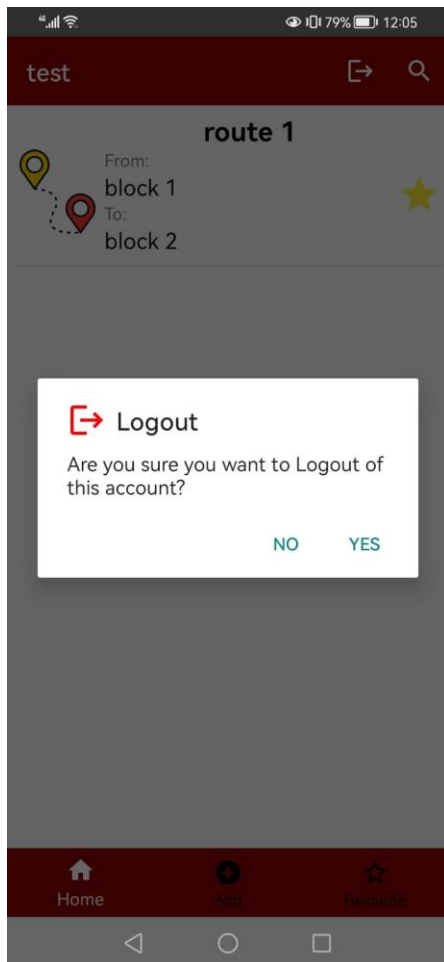 79% 12:05
test
route 1
From:
block 1
To:
block 2
Logout
Are you sure you want to Logout of
this account?
NO YES
Home Add Favourite